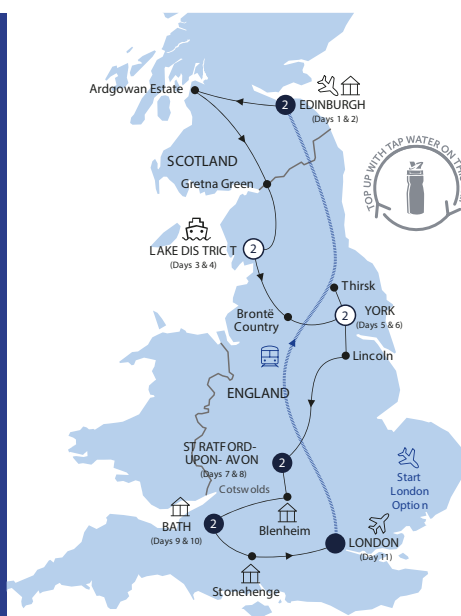 Ardgowan Estate
2
EDINBURGH
(Days 1 & 2)
TOP UP WITH TAP WATER ON
SCOTLAND
Gretna Green
2
LAKE DIS TRIC T
(Days 3 & 4)
Thirsk
Brontë
Country
2
YORK
(Days 5 & 6)
Lincoln
ENGLAND
ST RATFORD-
UPON- AVON
(Days 7 & 8)
2
Cotswolds
Start
London
Option
2
BATH
(Days 9 & 10)
Blenheim
LONDON
(Day 11)
Stonehenge